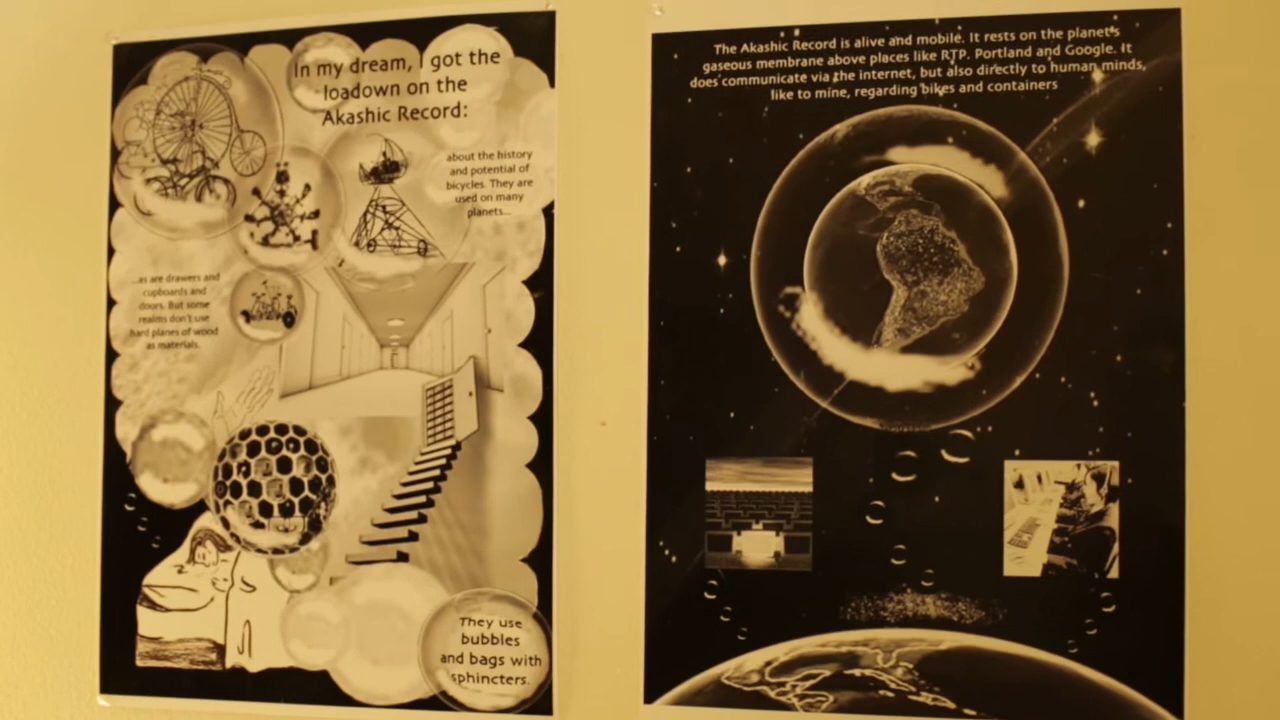 In my dream, I got the
loadown on the
Akashic Record:
about the history
and potential of
bicycles. They are
used on many
planets...
...as are drawers and
cupboards and
doors. But some
realms don't use
hard planes of wood
as materials.
They use
bubbles
and bags with
sphincters.
The Akashic Record is alive and mobile. It rests on the planet's
gaseous membrane above places like RTP. Portland and Google. It
does communicate via the internet, but also directly to human minds,
like to mine, regarding bikes and containers